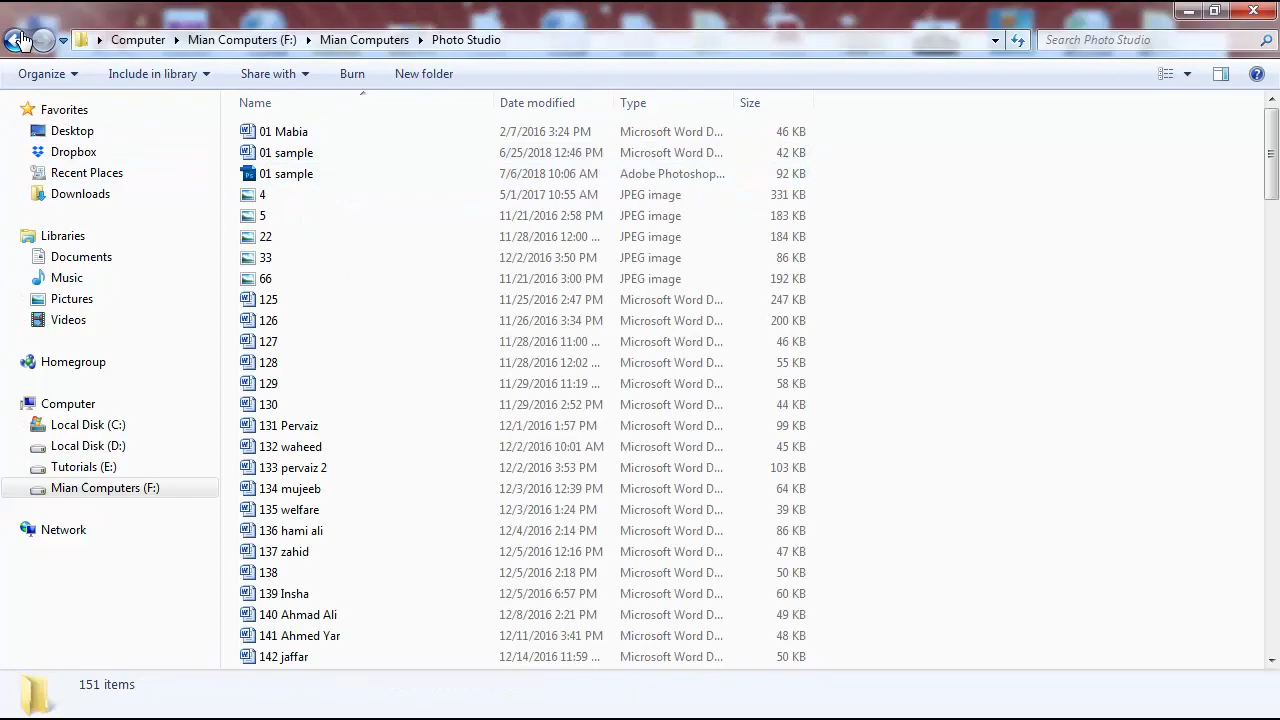 Computer Mian Computers (F:) Mian Computers Photo Studio Search Photo Studio
Organize Include in library Share with Burn New folder
Favorites
Desktop
Dropbox
Recent Places
Downloads
Libraries
Documents
Music
Pictures
Videos
Homegroup
Computer
Local Disk (C:)
Local Disk (D:)
Tutorials (E:)
Mian Computers (F:)
Network
Name Date modified Type Size
01 Mabia 2/7/2016 3:24 PM Microsoft Word D... 46 KB
01 sample 6/25/2018 12:46 PM Microsoft Word D... 42 KB
01 sample 7/6/2018 10:06 AM Adobe Photoshop... 92 KB
4 5/1/2017 10:55 AM JPEG image 331 KB
5 11/21/2016 2:58 PM JPEG image 183 KB
22 11/28/2016 12:00 ... JPEG image 184 KB
33 12/2/2016 3:50 PM JPEG image 86 KB
66 11/21/2016 3:00 PM JPEG image 192 KB
125 11/25/2016 2:47 PM Microsoft Word D... 247 KB
126 11/26/2016 3:34 PM Microsoft Word D... 200 KB
127 11/28/2016 11:00 ... Microsoft Word D... 46 KB
128 11/28/2016 12:02 ... Microsoft Word D... 55 KB
129 11/29/2016 11:19 ... Microsoft Word D... 58 KB
130 11/29/2016 2:52 PM Microsoft Word D... 44 KB
131 Pervaiz 12/1/2016 1:57 PM Microsoft Word D... 99 KB
132 waheed 12/2/2016 10:01 AM Microsoft Word D... 45 KB
133 pervaiz 2 12/2/2016 3:53 PM Microsoft Word D... 103 KB
134 mujeeb 12/3/2016 12:39 PM Microsoft Word D... 64 KB
135 welfare 12/3/2016 1:24 PM Microsoft Word D... 39 KB
136 hami ali 12/4/2016 2:14 PM Microsoft Word D... 86 KB
137 zahid 12/5/2016 12:16 PM Microsoft Word D... 47 KB
138 12/5/2016 2:18 PM Microsoft Word D... 50 KB
139 Insha 12/5/2016 6:57 PM Microsoft Word D... 60 KB
140 Ahmad Ali 12/8/2016 2:21 PM Microsoft Word D... 49 KB
141 Ahmed Yar 12/11/2016 3:41 PM Microsoft Word D... 48 KB
142 jaffar 12/14/2016 11:59 ... Microsoft Word D... 50 KB
151 items